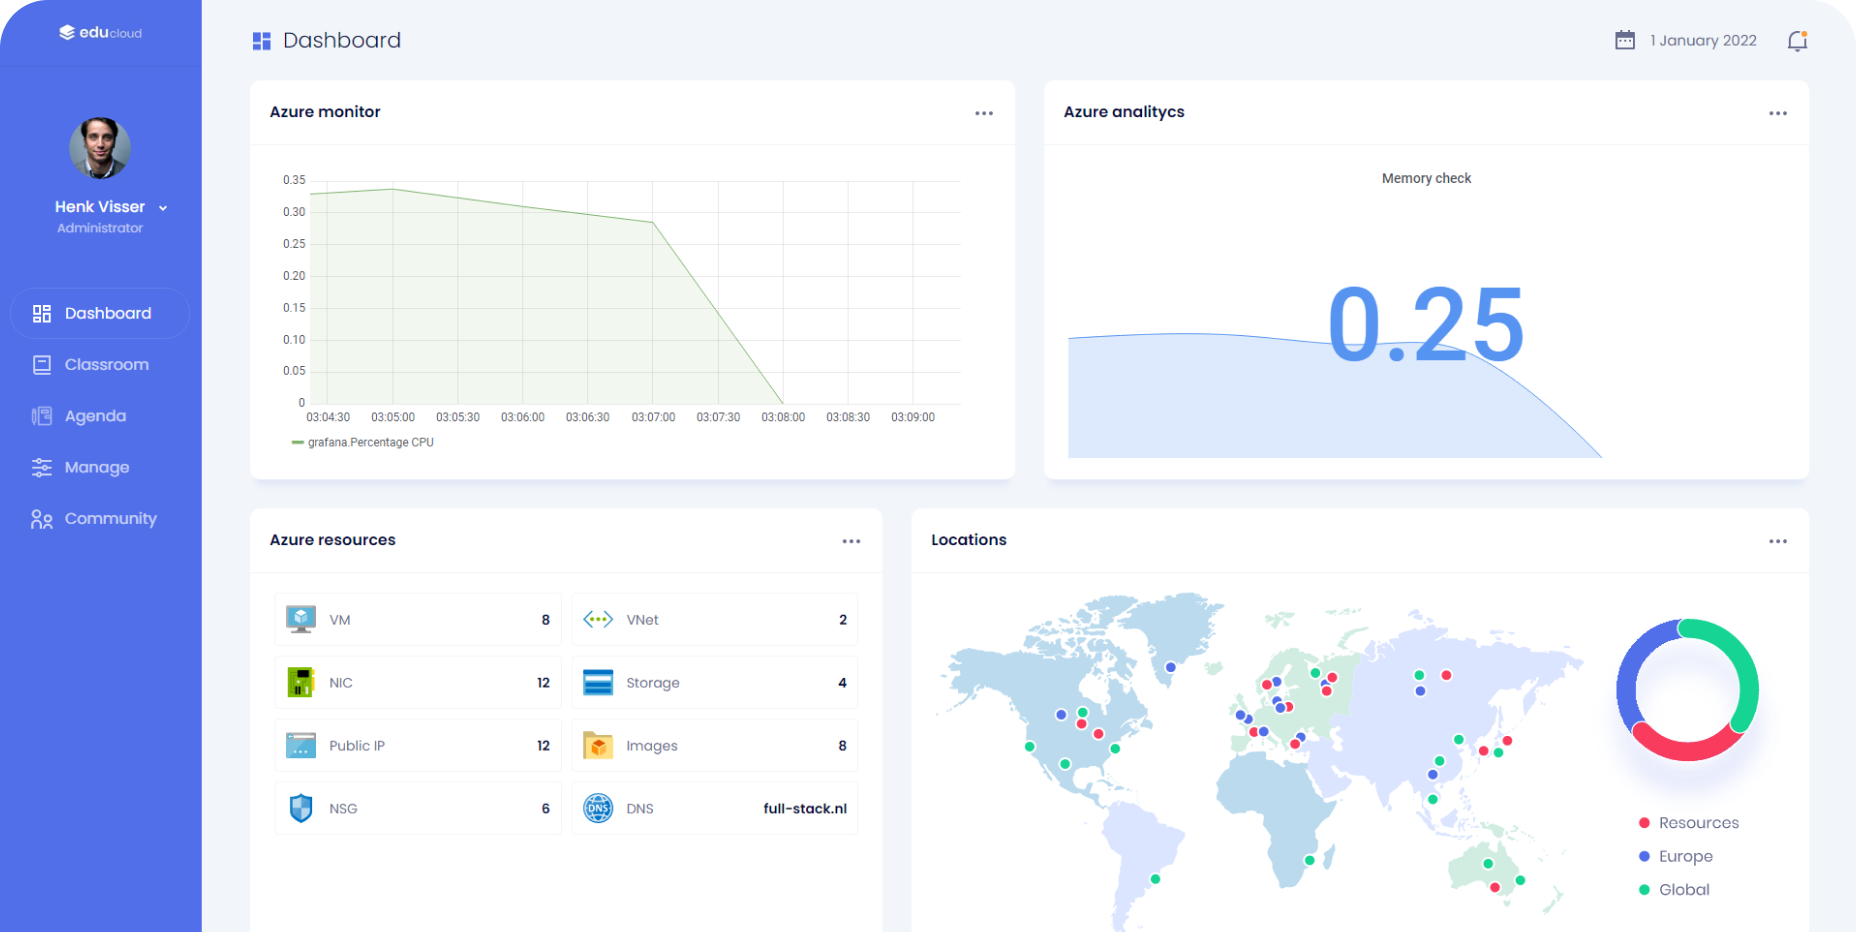 educloud
Henk Visser
Administrator
Dashboard
Classroom
Agenda
Manage
Community
Dashboard
1 January 2022
Azure monitor
0.35
0.30
0.25
0.20
0.15
0.10
0.05
0
03:04:30 03:05:00 03:05:30 03:06:00 03:06:30 03:07:00 03:07:30 03:08:00 03:08:30 03:09:00
grafana.Percentage CPU
Azure analitycs
Memory check
0.25
Azure resources
VM 8
VNet 2
NIC 12
Storage 4
Public IP 12
Images 8
NSG 6
DNS DNS full-stack.nl
Locations
Resources
Europe
Global